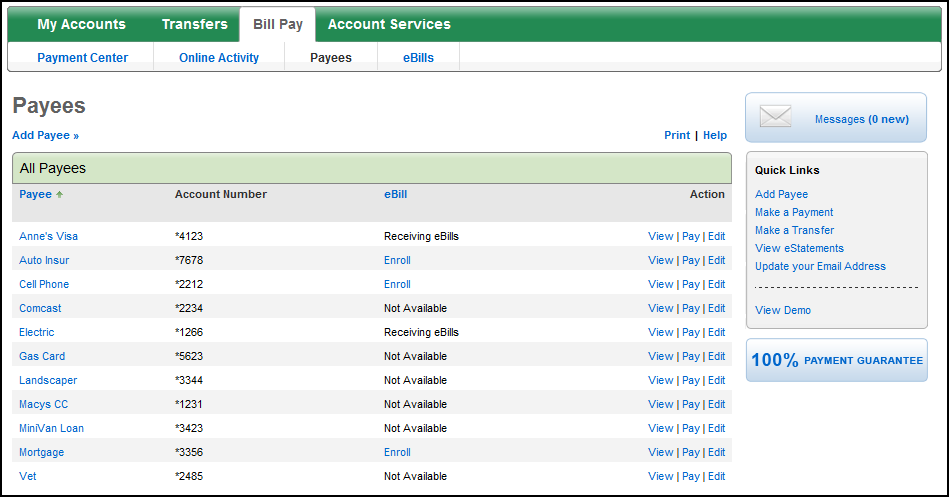 My Accounts Transfers Bill Pay Account Services
Payment Center Online Activity Payees eBills
Payees
Add Payee »
Print | Help
All Payees
Payee Account Number eBill Action
Anne's Visa *4123 Receiving eBills View | Pay | Edit
Auto Insur *7678 Enroll View | Pay | Edit
Cell Phone *2212 Enroll View | Pay | Edit
Comcast *2234 Not Available View | Pay | Edit
Electric *1266 Receiving eBills View | Pay | Edit
Gas Card *5623 Not Available View | Pay | Edit
Landscaper *3344 Not Available View | Pay | Edit
Macys CC *1231 Not Available View | Pay | Edit
MiniVan Loan *3423 Not Available View | Pay | Edit
Mortgage *3356 Enroll View | Pay | Edit
Vet *2485 Not Available View | Pay | Edit
Messages (0 new)
Quick Links
Add Payee
Make a Payment
Make a Transfer
View eStatements
Update your Email Address
View Demo
100% PAYMENT GUARANTEE